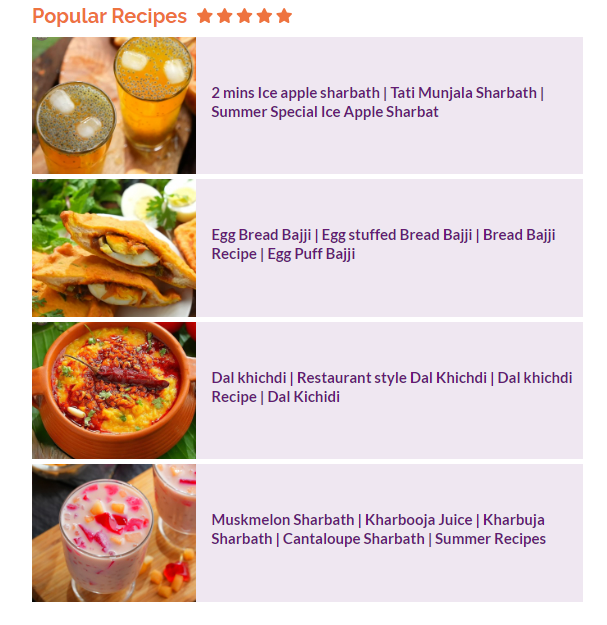 Popular Recipes
2 mins Ice apple sharbath | Tati Munjala Sharbath |
Summer Special Ice Apple Sharbat
Egg Bread Bajji | Egg stuffed Bread Bajji | Bread Bajji
Recipe | Egg Puff Bajji
Dal khichdi | Restaurant style Dal Khichdi | Dal khichdi
Recipe | Dal Kichidi
Muskmelon Sharbath | Kharbooja Juice | Kharbuja
Sharbath | Cantaloupe Sharbath | Summer Recipes